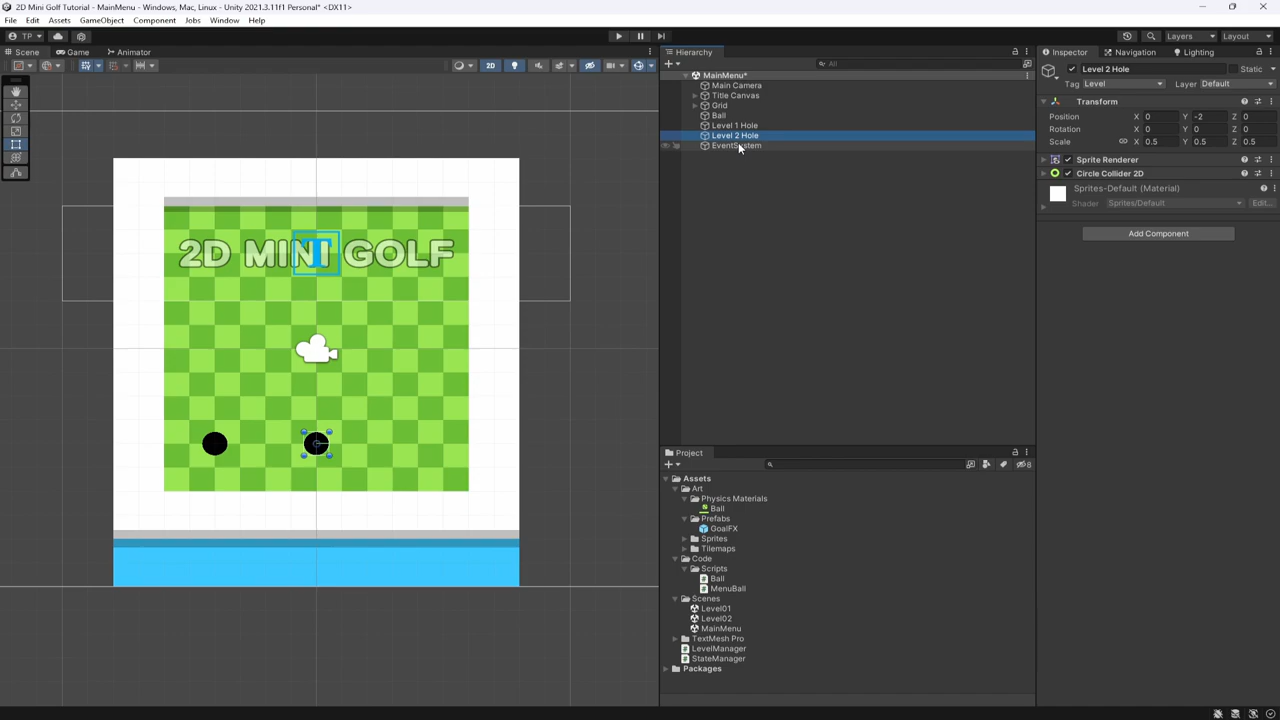 2D Mini Golf Tutorial - MainMenu - Windows, Mac, Linux - Unity 2021.3.11f1 Personal* <DX11>
File Edit Assets GameObject Component Jobs Window Help
TP Layers Layout
Scene Game Animator
2D
2D MINI GOLF
T
Hierarchy
All
MainMenu*
Main Camera
Title Canvas
Grid
Ball
Level 1 Hole
Level 2 Hole
EventSystem
Project
8
Assets
Art
Physics Materials
Ball
Prefabs
GoalFX
Sprites
Tilemaps
Code
Scripts
Ball
MenuBall
Scenes
Level01
Level02
MainMenu
TextMesh Pro
LevelManager
StateManager
Packages
Inspector Navigation Lighting
Level 2 Hole Static
Tag Level Layer Default
Transform
Position X 0 Y -2 Z 0
Rotation X 0 Y 0 Z 0
Scale X 0.5 Y 0.5 Z 0.5
Sprite Renderer
Circle Collider 2D
Sprites-Default (Material)
Shader Sprites/Default Edit...
Add Component